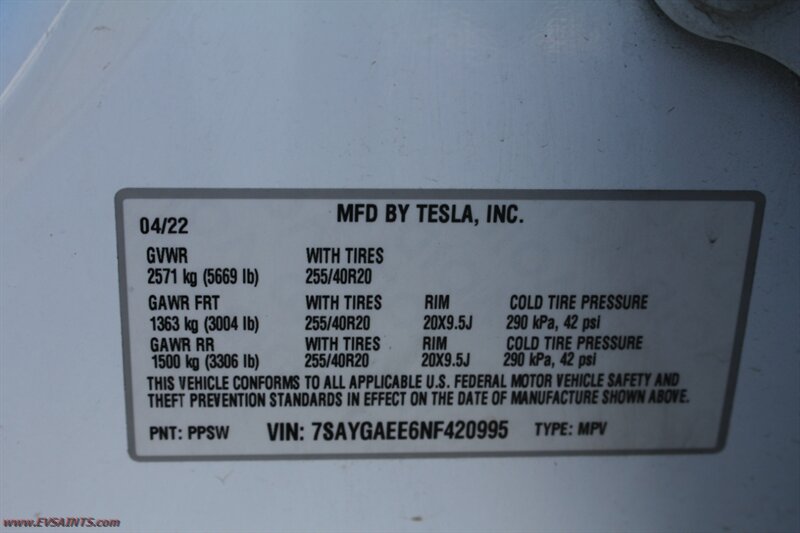 MFD BY TESLA, INC.
04/22
GVWR WITH TIRES
2571 kg (5669 lb) 255/40R20
GAWR FRT WITH TIRES RIM COLD TIRE PRESSURE
1363 kg (3004 lb) 255/40R20 20X9.5J 290 kPa, 42 psi
GAWR RR WITH TIRES RIM COLD TIRE PRESSURE
1500 kg (3306 lb) 255/40R20 20X9.5J 290 kPa, 42 psi
THIS VEHICLE CONFORMS TO ALL APPLICABLE U.S. FEDERAL MOTOR VEHICLE SAFETY AND
THEFT PREVENTION STANDARDS IN EFFECT ON THE DATE OF MANUFACTURE SHOWN ABOVE.
PNT: PPSW VIN: 7SAYGAEE6NF420995 TYPE: MPV
www.EVSAINTS.com